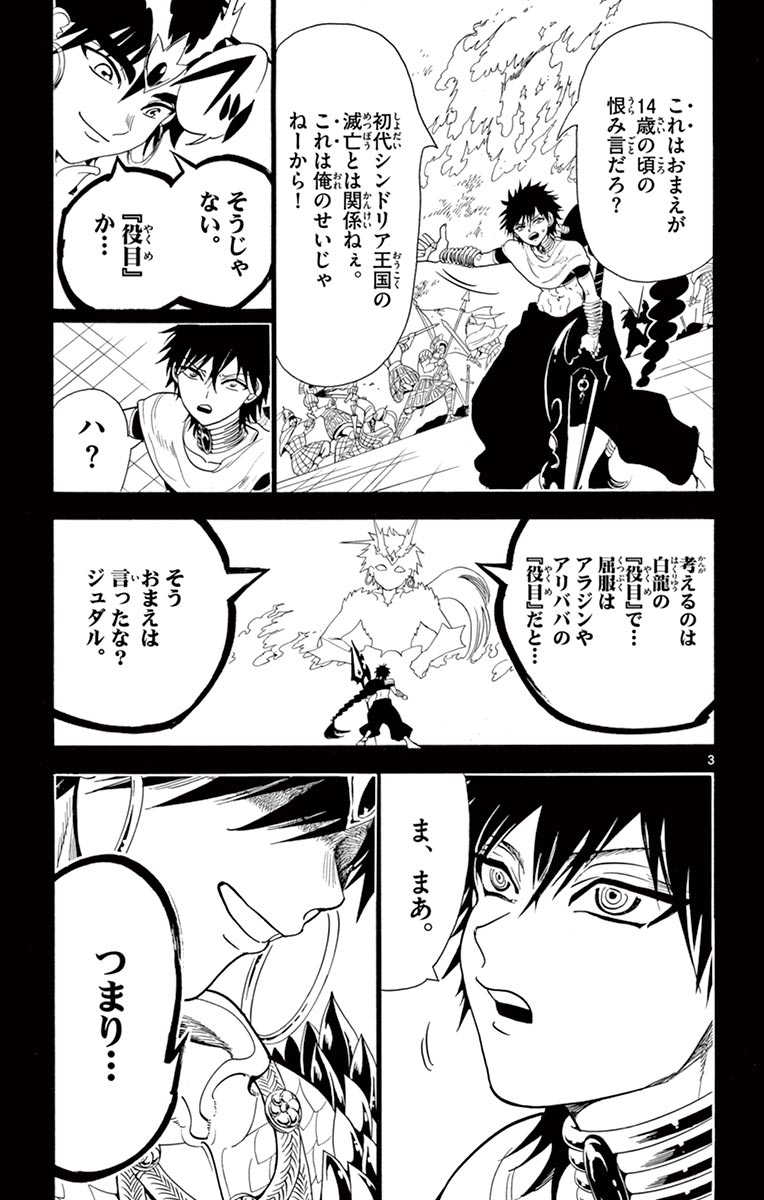 これはおまえが
14歳の頃の
恨み言だろ？
初代シンドリア王国の
滅亡とは関係ねぇ。
これは俺のせいじゃ
ねーから！
そうじゃ
ない。
『役目』
か…
ハ？
考えるのは
白龍の
『役目』で…
屈服は
アラジンや
アリババの
『役目』だと…
そう
おまえは
言ったな？
ジュダル。
3
ま、まあ。
つまり…